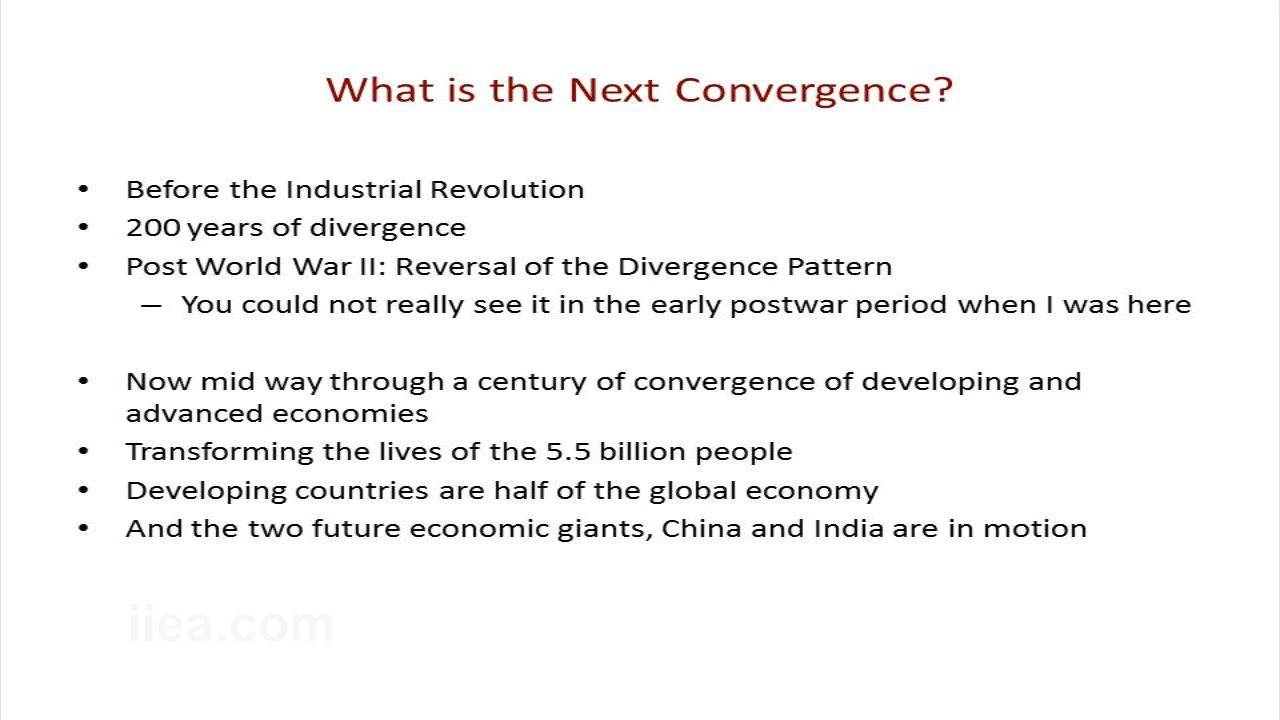 What is the Next Convergence?
• Before the Industrial Revolution
• 200 years of divergence
• Post World War II: Reversal of the Divergence Pattern
– You could not really see it in the early postwar period when I was here
• Now mid way through a century of convergence of developing and
advanced economies
• Transforming the lives of the 5.5 billion people
• Developing countries are half of the global economy
• And the two future economic giants, China and India are in motion
iiea.com